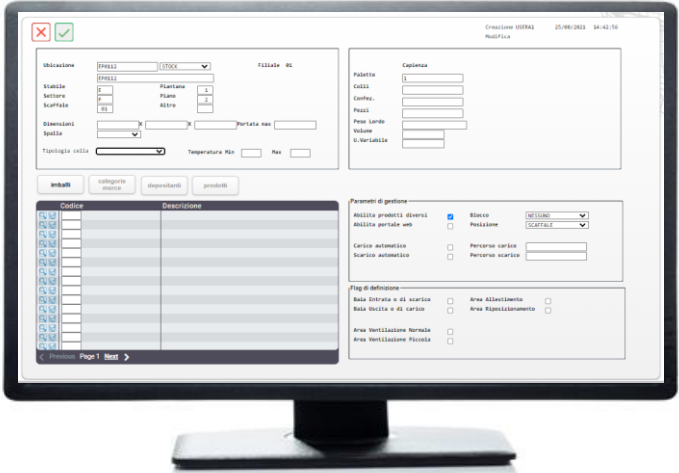 Creazione USERA1 25/08/2021 14:42:56
Modifica
Ubicazione EP0112 STOCK Filiale 01
EP0112
Stabile E Piantana 1
Settore P Piano 2
Scaffale 01 Altro
Dimensioni X X Portata max
Spalla
Tipologia cella Temperatura Min Max
Capienza
Palette 1
Colli
Confez.
Pezzi
Peso Lordo
Volume
U.Variabile
imballi categorie merce depositanti prodotti
Codice Descrizione
Previous Page 1 Next
Parametri di gestione
Abilita prodotti diversi Blocco NESSUNO
Abilita portale web Posizione SCAFFALE
Carico automatico Percorso carico
Scarico automatico Percorso scarico
Flag di definizione
Baia Entrata o di scarico Area Allestimento
Baia Uscita o di carico Area Riposizionamento
Area Ventilazione Normale
Area Ventilazione Piccola